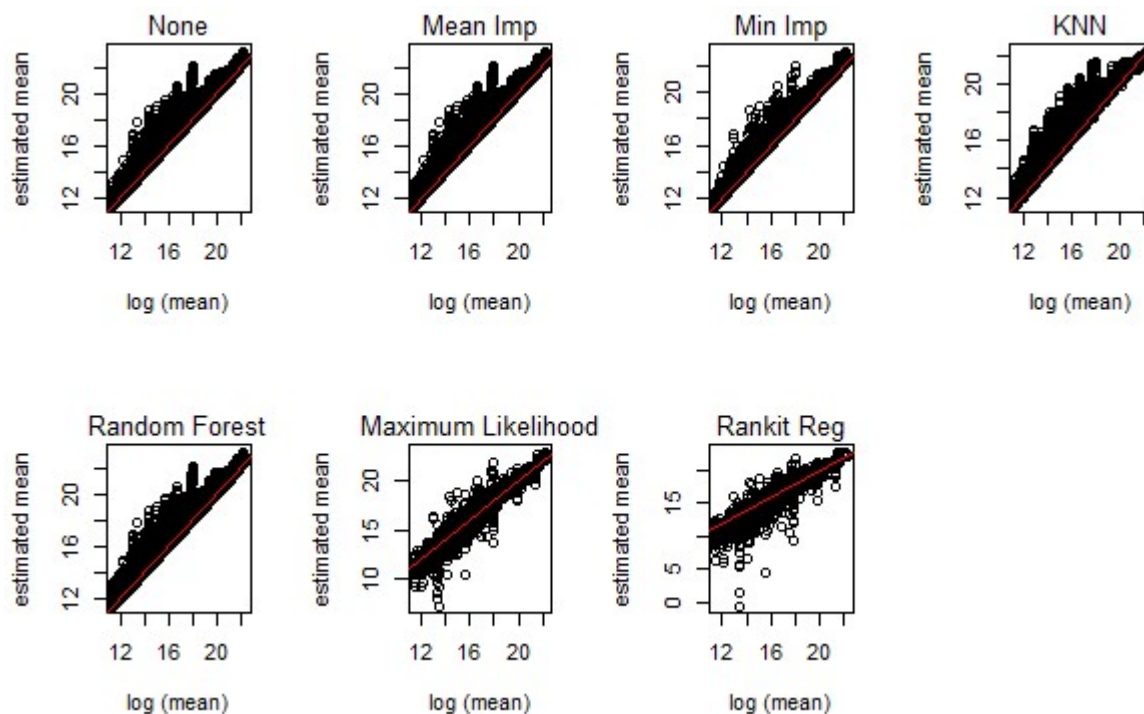 None
estimated mean
20
16
12
12 16 20
log (mean)
Mean Imp
estimated mean
20
16
12
12 16 20
log (mean)
Min Imp
estimated mean
20
16
12
12 16 20
log (mean)
KNN
estimated mean
20
16
12
12 16 20
log (mean)
Random Forest
estimated mean
20
16
12
12 16 20
log (mean)
Maximum Likelihood
estimated mean
20
15
10
12 16 20
log (mean)
Rankit Reg
estimated mean
15
5
0
12 16 20
log (mean)